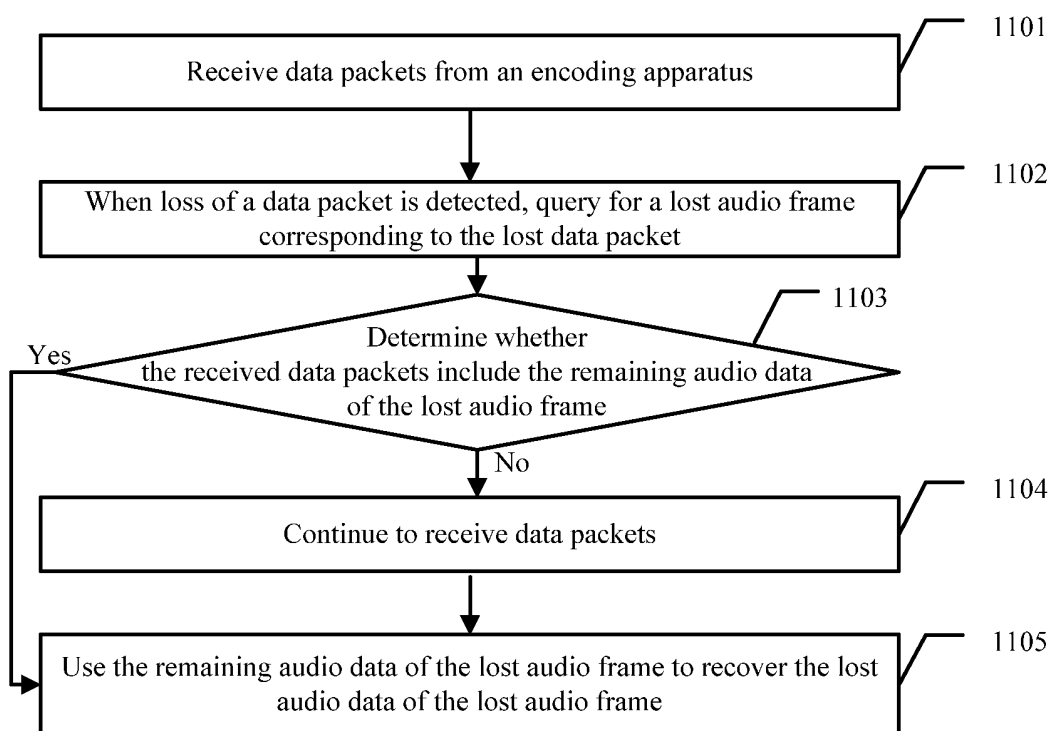 1101
Receive data packets from an encoding apparatus
1102
When loss of a data packet is detected, query for a lost audio frame
corresponding to the lost data packet
1103
Determine whether
Yes
the received data packets include the remaining audio data
of the lost audio frame
No
1104
Continue to receive data packets
1105
Use the remaining audio data of the lost audio frame to recover the lost
audio data of the lost audio frame